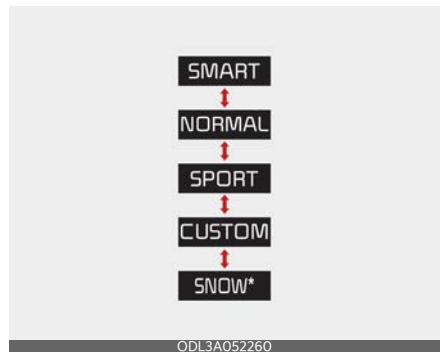 SMART
NORMAL
SPORT
CUSTOM
SNOW*
ODL3A052260